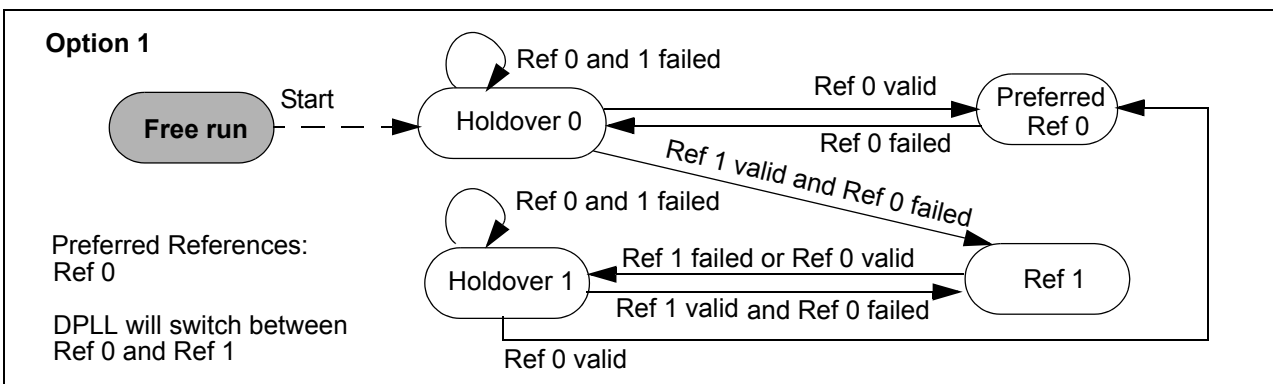 Option 1
Ref 0 and 1 failed
Start
Free run
Holdover 0
Ref 0 valid
Ref 0 failed
Preferred
Ref 0
Ref 1 valid and Ref 0 failed
Ref 0 and 1 failed
Preferred References:
Ref 0
Holdover 1
Ref 1 failed or Ref 0 valid
Ref 1 valid and Ref 0 failed
Ref 1
DPLL will switch between
Ref 0 and Ref 1
Ref 0 valid